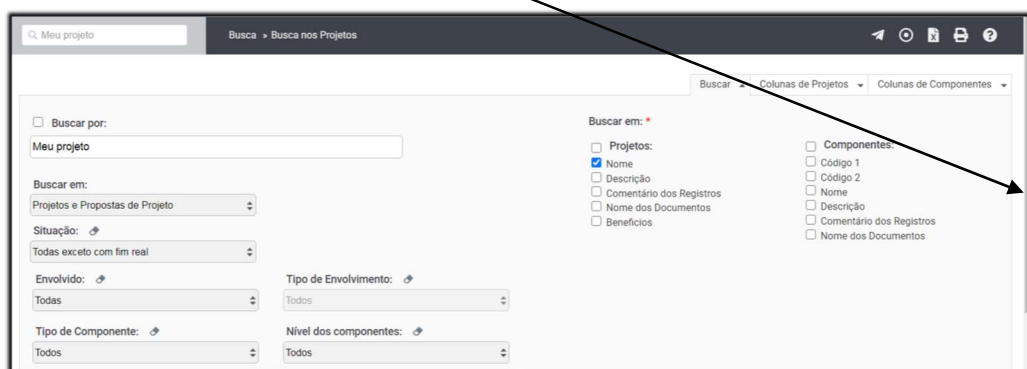 Meu projeto
Busca » Busca nos Projetos
Buscar
Colunas de Projetos
Colunas de Componentes
Buscar por:
Meu projeto
Buscar em:
Projetos e Propostas de Projeto
Situação:
Todas exceto com fim real
Envolvido:
Tipo de Envolvimento:
Todas
Todos
Tipo de Componente:
Nível dos componentes:
Todos
Todos
Buscar em: *
Projetos:
Nome
Descrição
Comentário dos Registros
Nome dos Documentos
Beneficios
Componentes:
Código 1
Código 2
Nome
Descrição
Comentário dos Registros
Nome dos Documentos